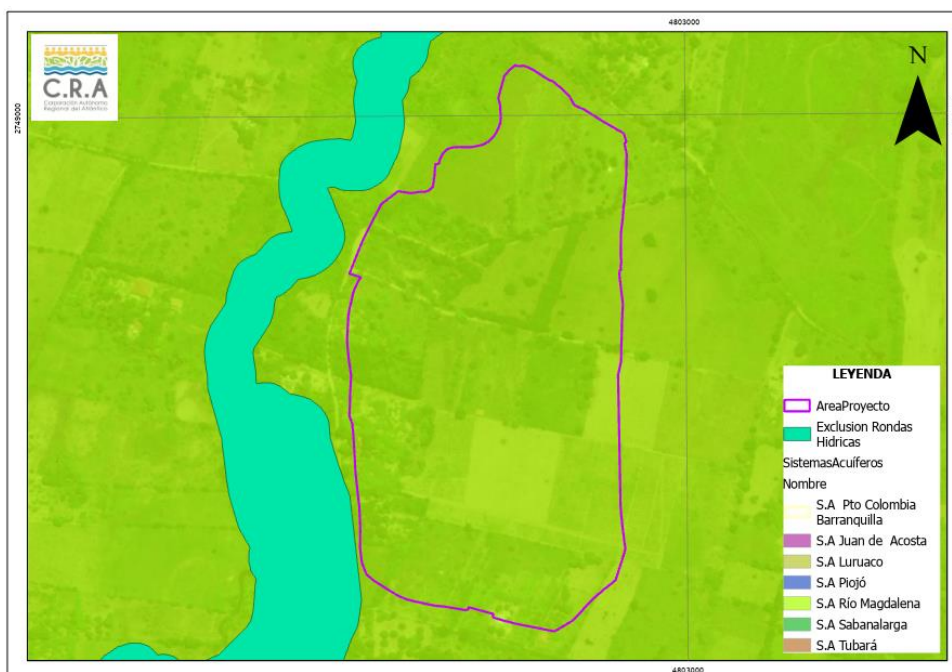 4803000
2749000
C.R.A
Corporación Autónoma
Regional del Atlántico
N
LEYENDA
AreaProyecto
Exclusion Rondas
Hidricas
SistemasAcuíferos
Nombre
S.A Pto Colombia
Barranquilla
S.A Juan de Acosta
S.A Luruaco
S.A Piojó
S.A Río Magdalena
S.A Sabanalarga
S.A Tubará
4803000